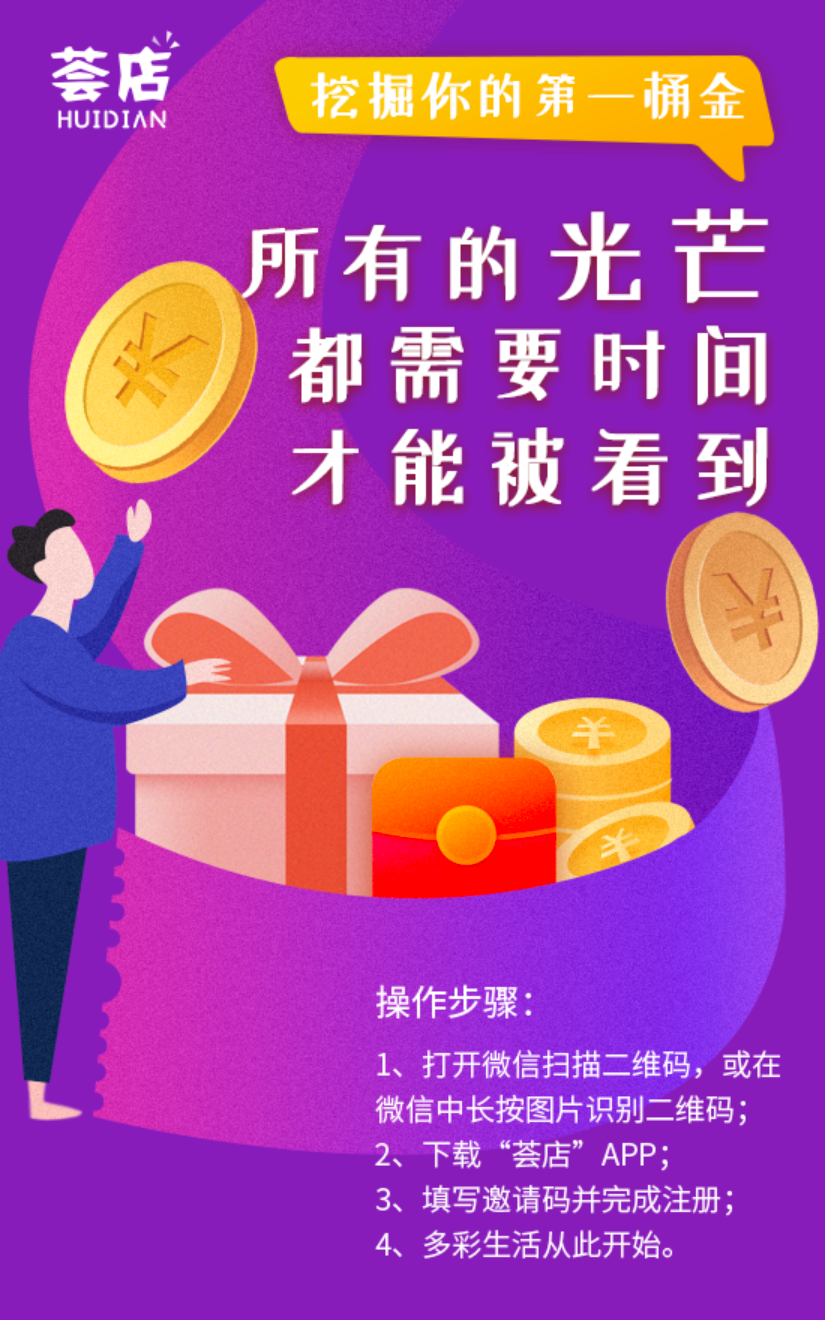 荟店
HUIDIAN
挖掘你的第一桶金
所有的光芒
都需要时间
才能被看到
操作步骤：
1、打开微信扫描二维码，或在
微信中长按图片识别二维码；
2、下载“荟店”APP；
3、填写邀请码并完成注册；
4、多彩生活从此开始。